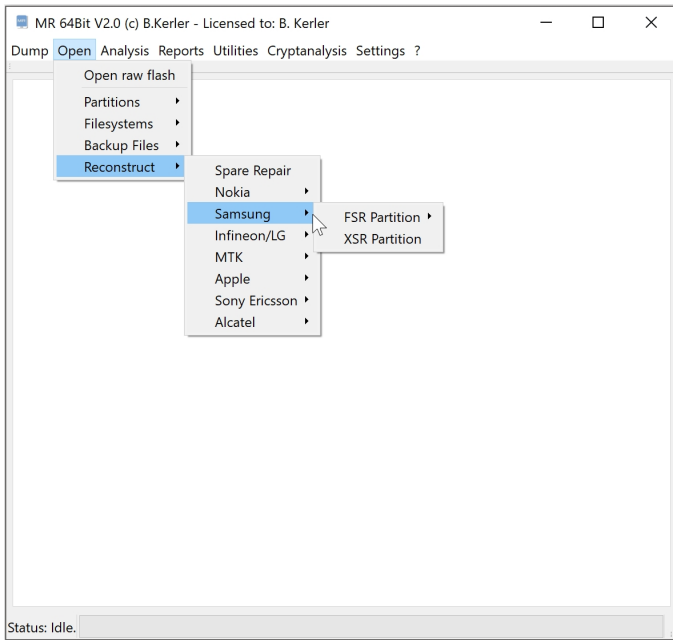 MR 64Bit V2.0 (c) B.Kerler - Licensed to: B. Kerler
Dump Open Analysis Reports Utilities Cryptanalysis Settings ?
Open raw flash
Partitions
Filesystems
Backup Files
Reconstruct
Spare Repair
Nokia
Samsung
Infineon/LG
MTK
Apple
Sony Ericsson
Alcatel
FSR Partition
XSR Partition
Status: Idle.